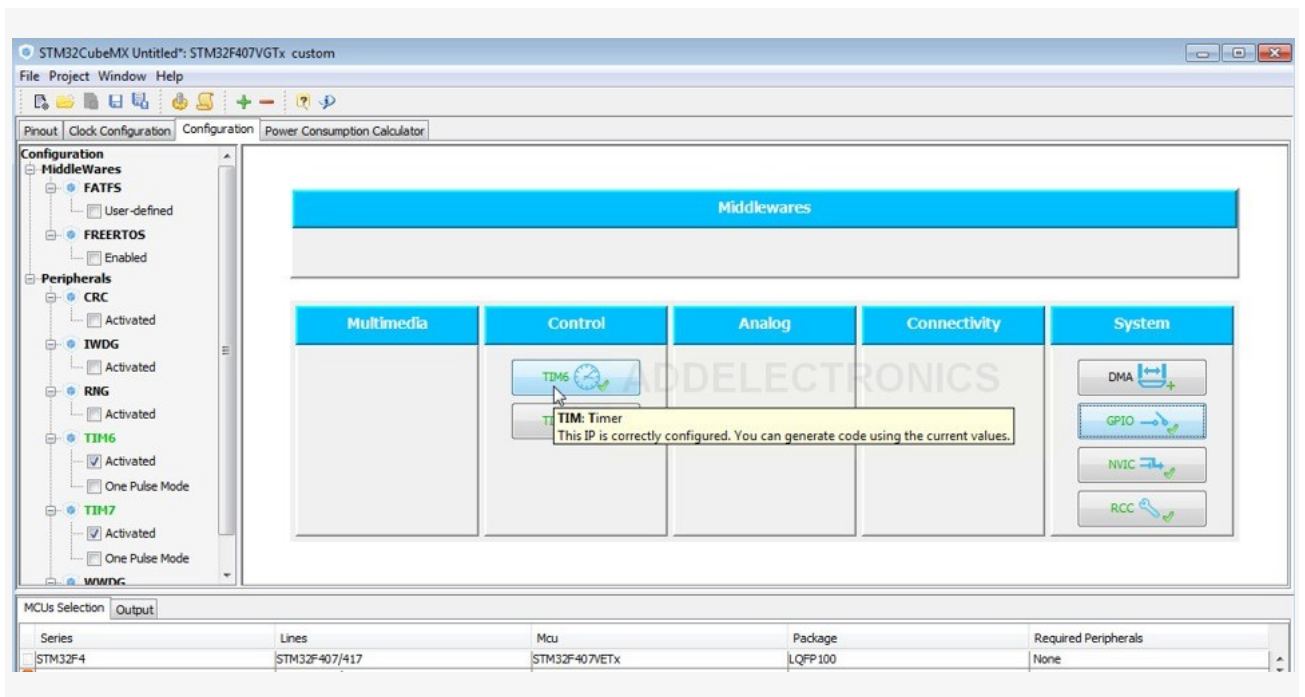 STM32CubeMX Untitled*: STM32F407VGTx custom
File Project Window Help
Pinout Clock Configuration Configuration Power Consumption Calculator
Configuration
MiddleWares
FATFS
User-defined
FREERTOS
Enabled
Peripherals
CRC
Activated
IWDG
Activated
RNG
Activated
TIM6
Activated
One Pulse Mode
TIM7
Activated
One Pulse Mode
WWDG
Middlewares
Multimedia Control Analog Connectivity System
TIM6
ADDELECTRONICS
TIM: Timer
This IP is correctly configured. You can generate code using the current values.
DMA
GPIO
NVIC
RCC
MCUs Selection Output
Series Lines Mcu Package Required Peripherals
STM32F4 STM32F407/417 STM32F407VETx LQFP100 None